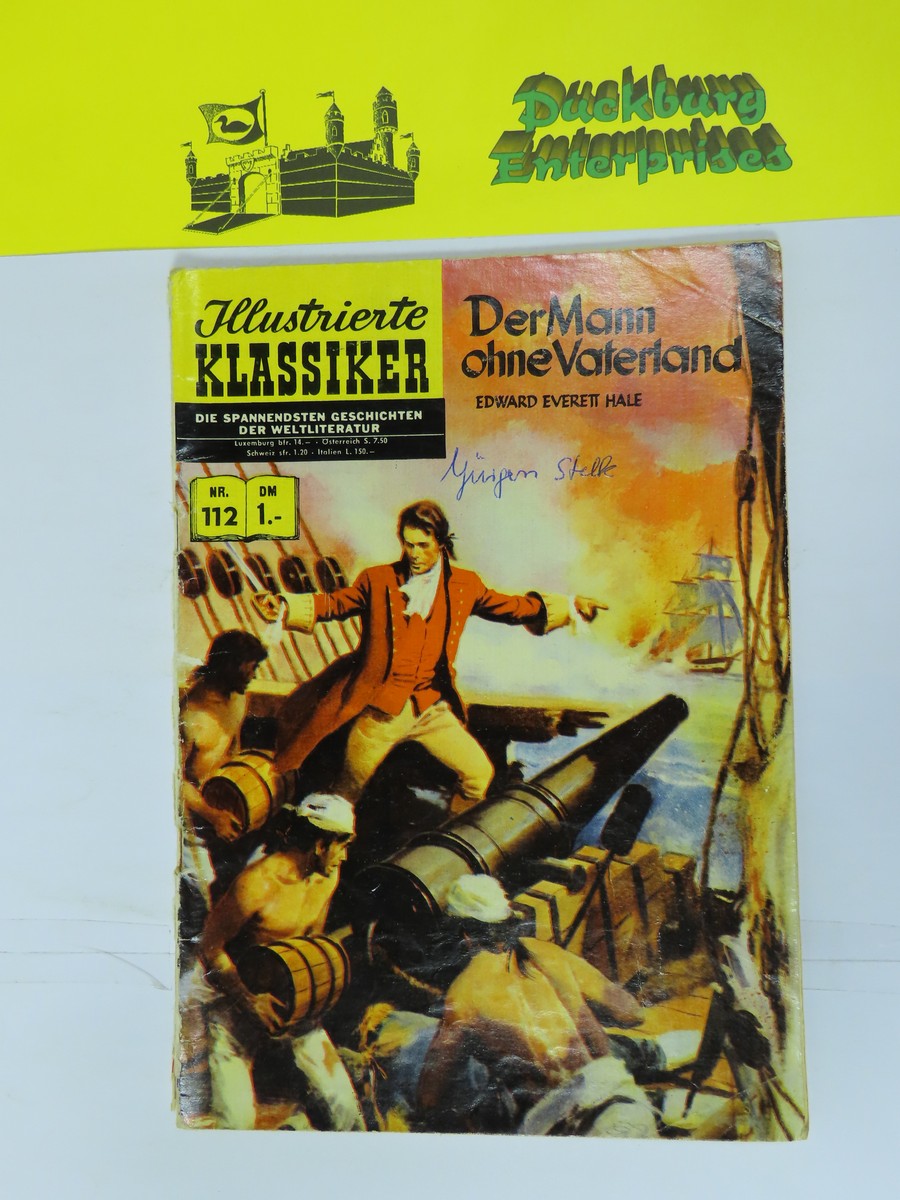 Duckburg
Enterprises
Illustrierte
KLASSIKER
DIE SPANNENDSTEN GESCHICHTEN
DER WELTLITERATUR
Luxemburg bfr. 14.— · Österreich S. 7.50
Schweiz sfr. 1.20 · Italien L. 150.—
NR.
112
DM
1.-
Der Mann
ohne Vaterland
EDWARD EVERETT HALE
Jürgen